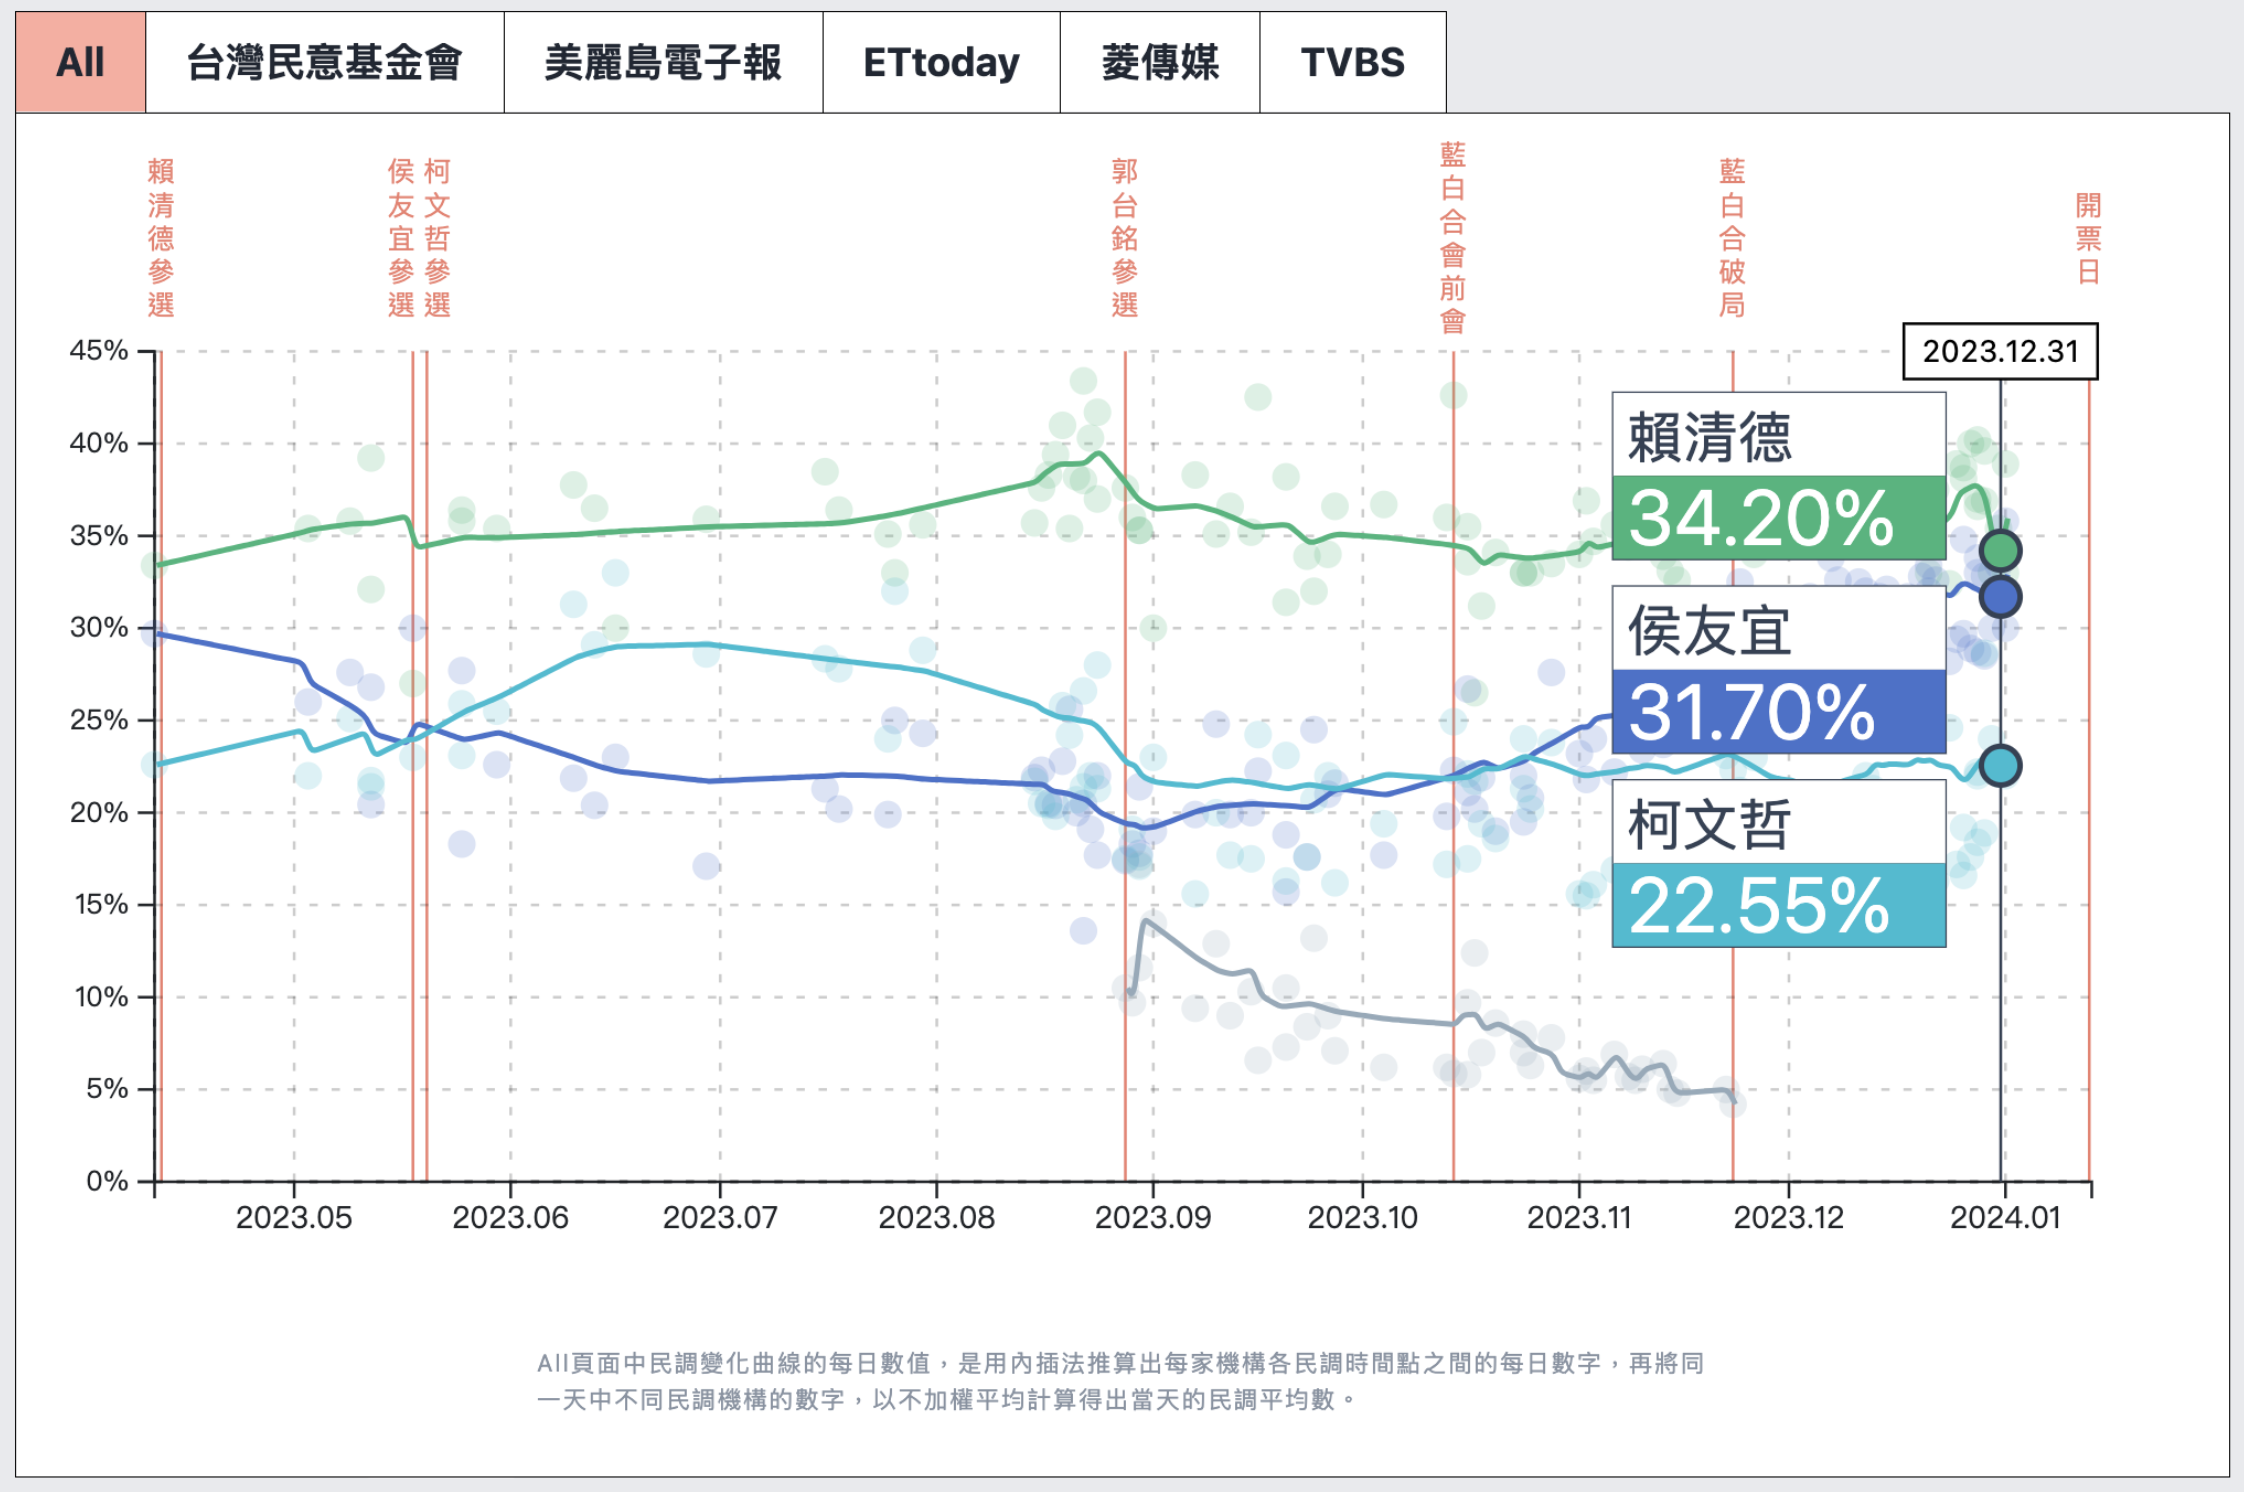 All
台灣民意基金會
美麗島電子報
ETtoday
菱傳媒
TVBS
賴清德參選
侯友宜參選
柯文哲參選
郭台銘參選
藍白合會前會
藍白合破局
開票日
2023.12.31
45%
40%
35%
30%
25%
20%
15%
10%
5%
0%
賴清德
34.20%
侯友宜
31.70%
柯文哲
22.55%
2023.05
2023.06
2023.07
2023.08
2023.09
2023.10
2023.11
2023.12
2024.01
All頁面中民調變化曲線的每日數值，是用內插法推算出每家機構各民調時間點之間的每日數字，再將同
一天中不同民調機構的數字，以不加權平均計算得出當天的民調平均數。